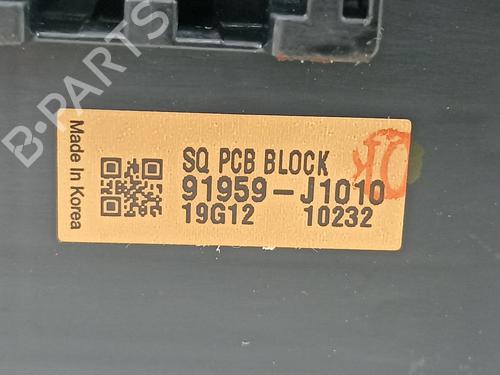 B-PARTS
Made In Korea
SQ PCB BLOCK
91959-J1010
19G12 10232
OK